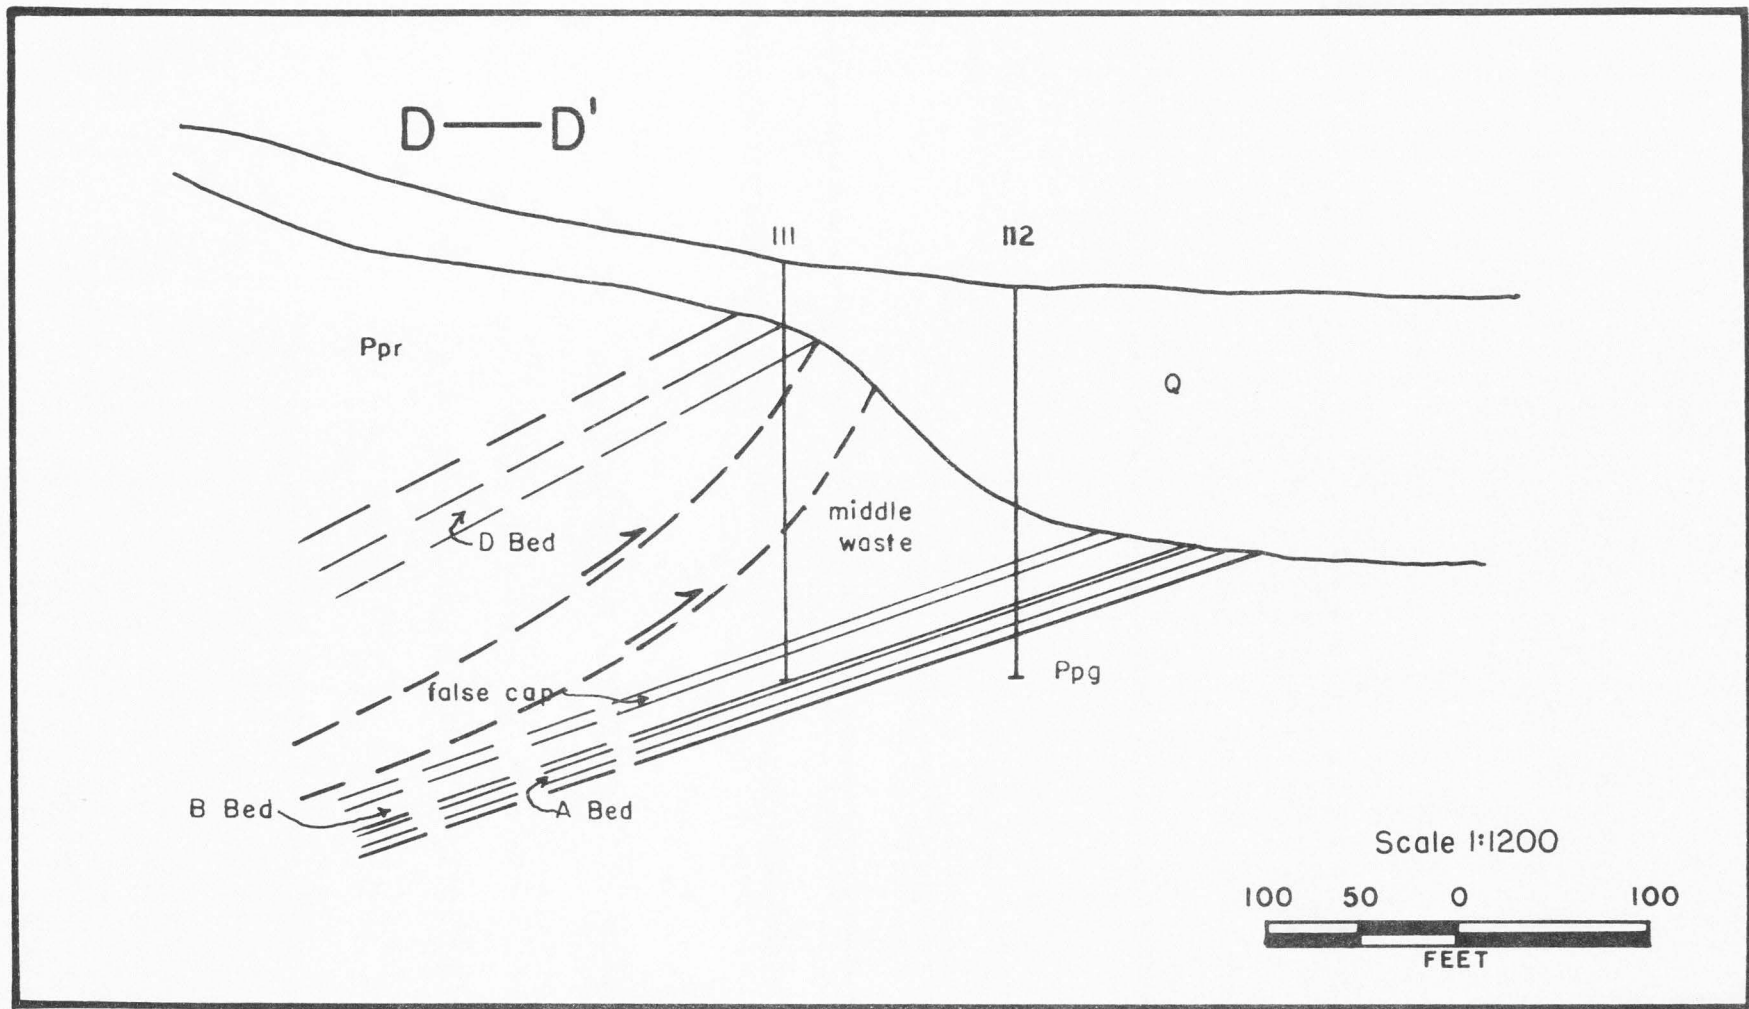 D — D'
111
112
Ppr
Q
D Bed
middle
waste
false cap
Ppg
B Bed
A Bed
Scale 1:1200
100 50 0 100
FEET